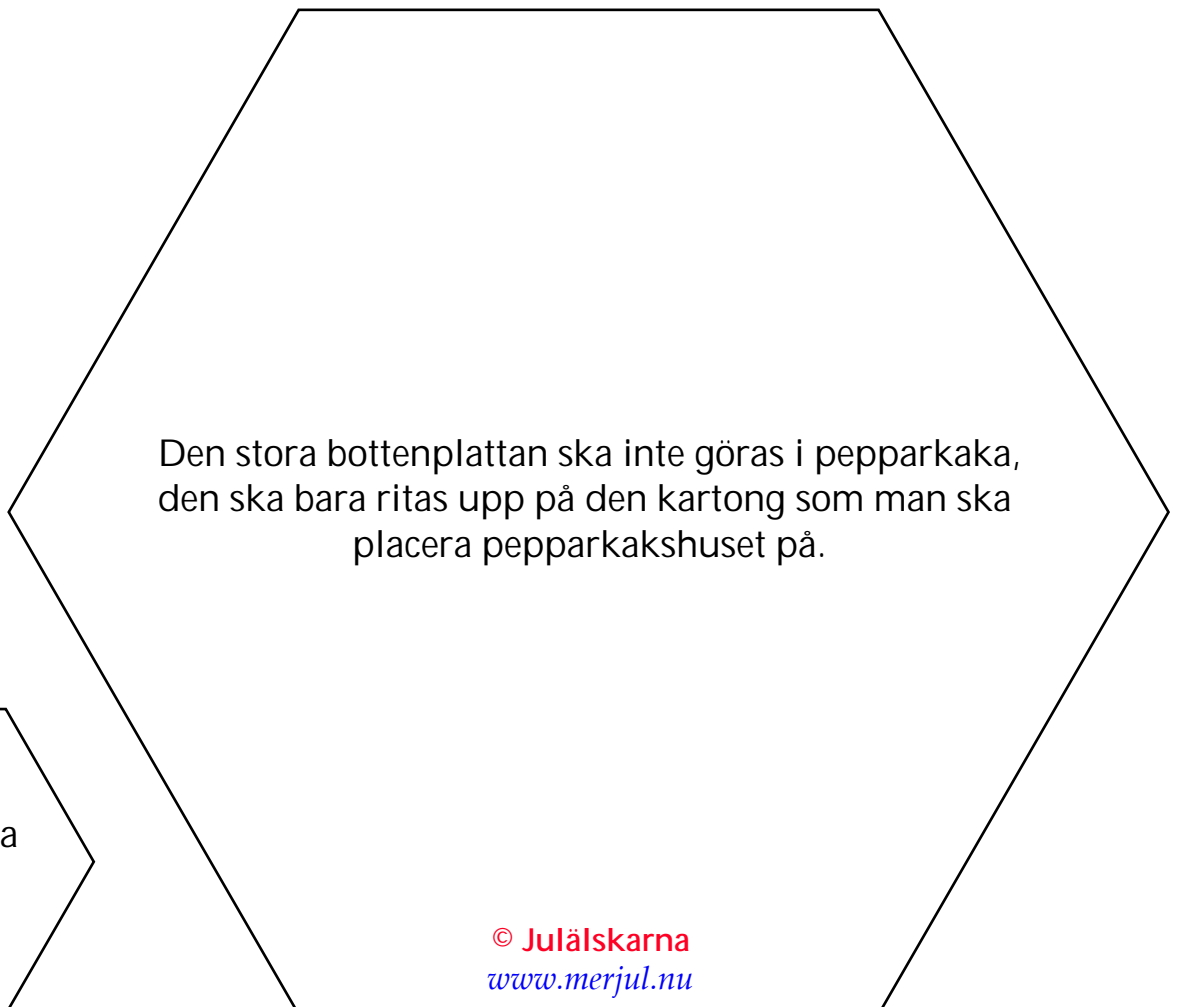 Den stora bottenplattan ska inte göras i pepparkaka,
den ska bara ritas upp på den kartong som man ska
placera pepparkakshuset på.
a
© Julälskarna
www.merjul.nu